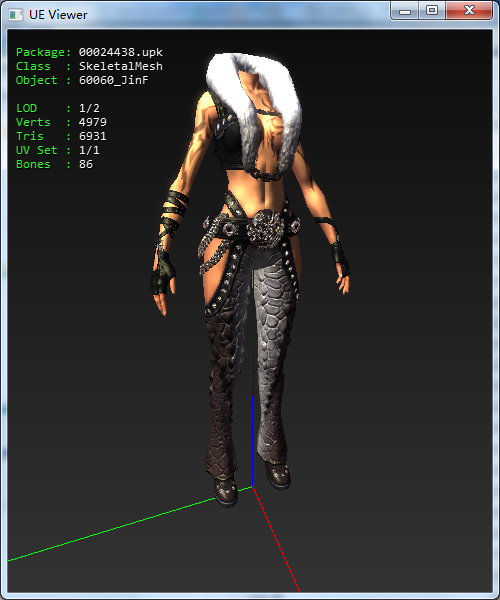 UE Viewer
Package: 00024438.upk
Class : SkeletalMesh
Object : 60060_JinF
LOD : 1/2
Verts : 4979
Tris : 6931
UV Set : 1/1
Bones : 86